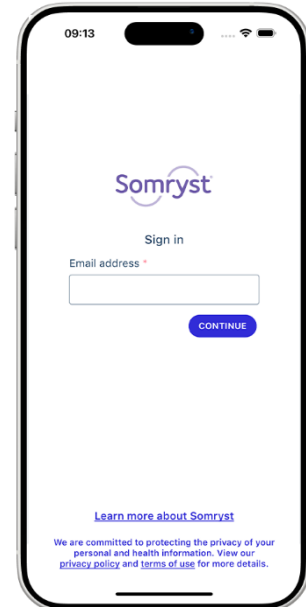 09:13
Somryst
Sign in
Email address *
CONTINUE
Learn more about Somryst
We are committed to protecting the privacy of your
personal and health information. View our
privacy policy and terms of use for more details.